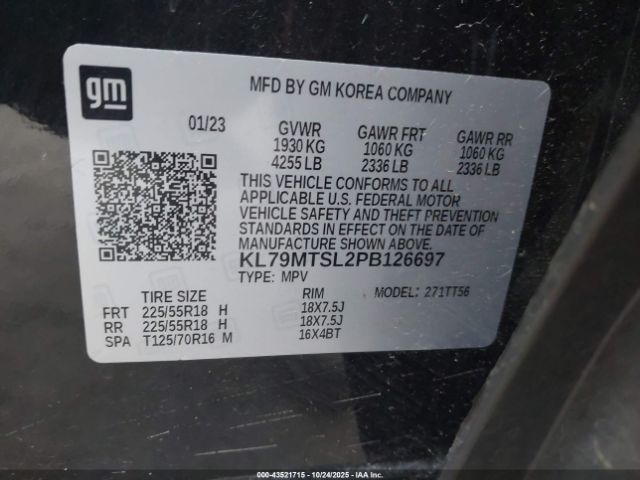 gm
MFD BY GM KOREA COMPANY
01/23 GVWR GAWR FRT GAWR RR
1930 KG 1060 KG 1060 KG
4255 LB 2336 LB 2336 LB
THIS VEHICLE CONFORMS TO ALL
APPLICABLE U.S. FEDERAL MOTOR
VEHICLE SAFETY AND THEFT PREVENTION
STANDARDS IN EFFECT ON THE DATE
OF MANUFACTURE SHOWN ABOVE.
KL79MTSL2PB126697
TYPE: MPV MODEL: 271TT56
TIRE SIZE RIM
FRT 225/55R18 H 18X7.5J
RR 225/55R18 H 18X7.5J
SPA T125/70R16 M 16X4BT
000-43521715 - 10/24/2025 - IAAI.com